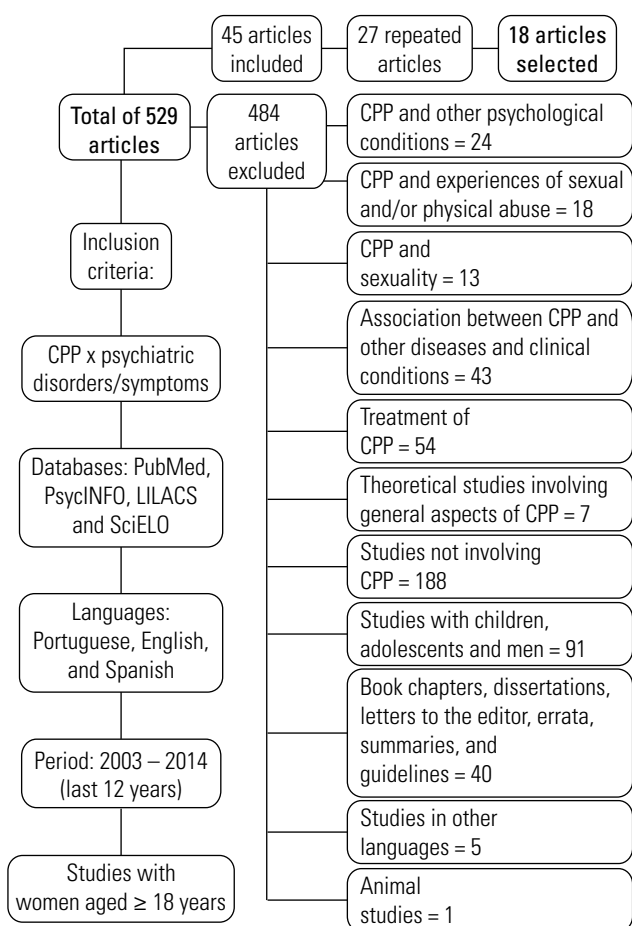 45 articles
included
27 repeated
articles
18 articles
selected
Total of 529
articles
484
articles
excluded
CPP and other psychological
conditions = 24
CPP and experiences of sexual
and/or physical abuse = 18
CPP and
sexuality = 13
Association between CPP and
other diseases and clinical
conditions = 43
Treatment of
CPP = 54
Theoretical studies involving
general aspects of CPP = 7
Studies not involving
CPP = 188
Studies with children,
adolescents and men = 91
Book chapters, dissertations,
letters to the editor, errata,
summaries, and
guidelines = 40
Studies in other
languages = 5
Animal
studies = 1
Inclusion
criteria:
CPP x psychiatric
disorders/symptoms
Databases: PubMed,
PsycINFO, LILACS
and SciELO
Languages:
Portuguese, English,
and Spanish
Period: 2003 – 2014
(last 12 years)
Studies with
women aged ≥ 18 years